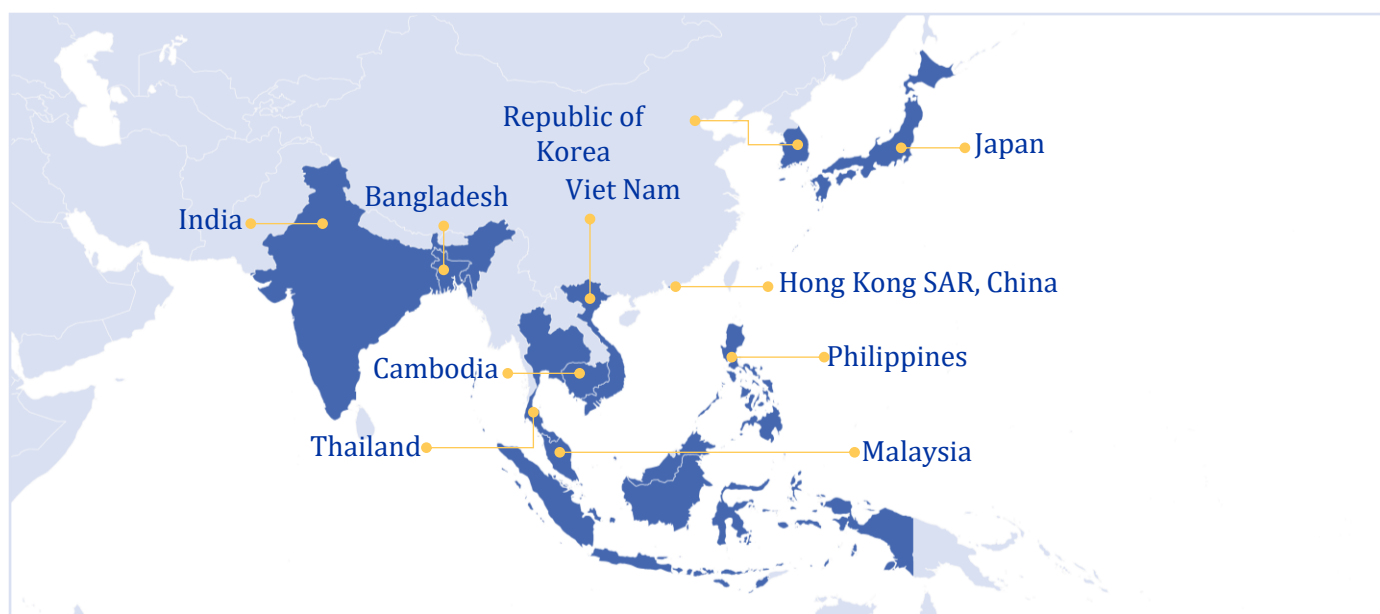 Republic of
Korea
Japan
Bangladesh
Viet Nam
India
Hong Kong SAR, China
Philippines
Cambodia
Thailand
Malaysia